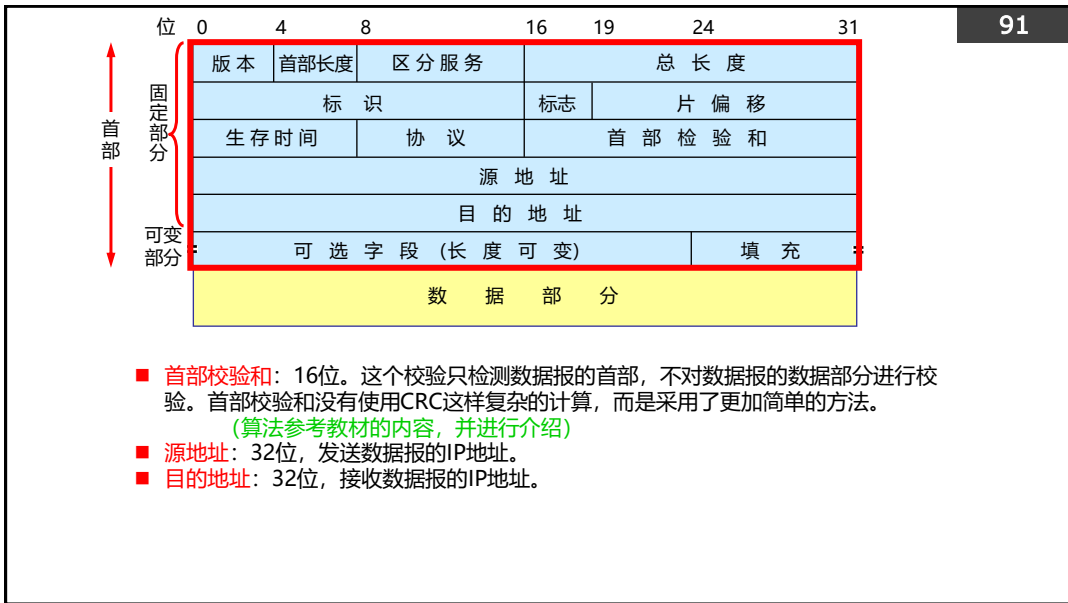 位 0 4 8 16 19 24 31
91
版 本 首部长度 区 分 服 务 总 长 度
标 识 标志 片 偏 移
生 存 时 间 协 议 首 部 检 验 和
源 地 址
目 的 地 址
可 选 字 段 (长 度 可 变) 填 充
数 据 部 分
首部
固定部分
可变
部分
■ 首部校验和：16位。这个校验只检测数据报的首部，不对数据报的数据部分进行校
验。首部校验和没有使用CRC这样复杂的计算，而是采用了更加简单的方法。
（算法参考教材的内容，并进行介绍）
■ 源地址：32位，发送数据报的IP地址。
■ 目的地址：32位，接收数据报的IP地址。